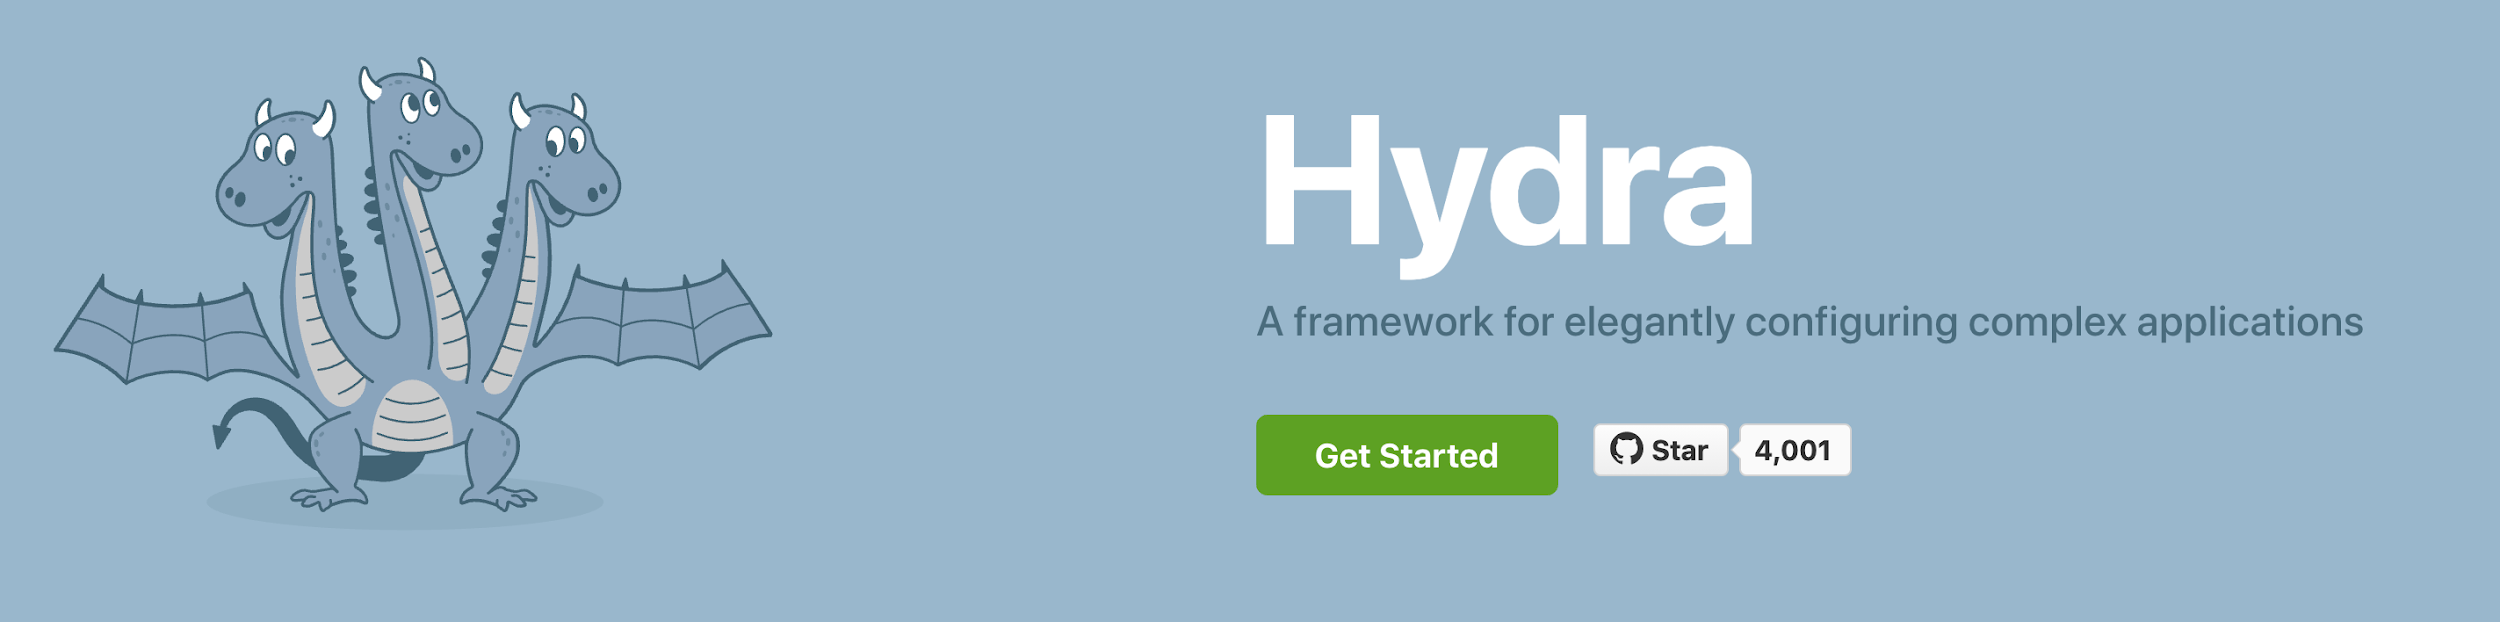 Hydra
A framework for elegantly configuring complex applications
Get Started
Star
4,001